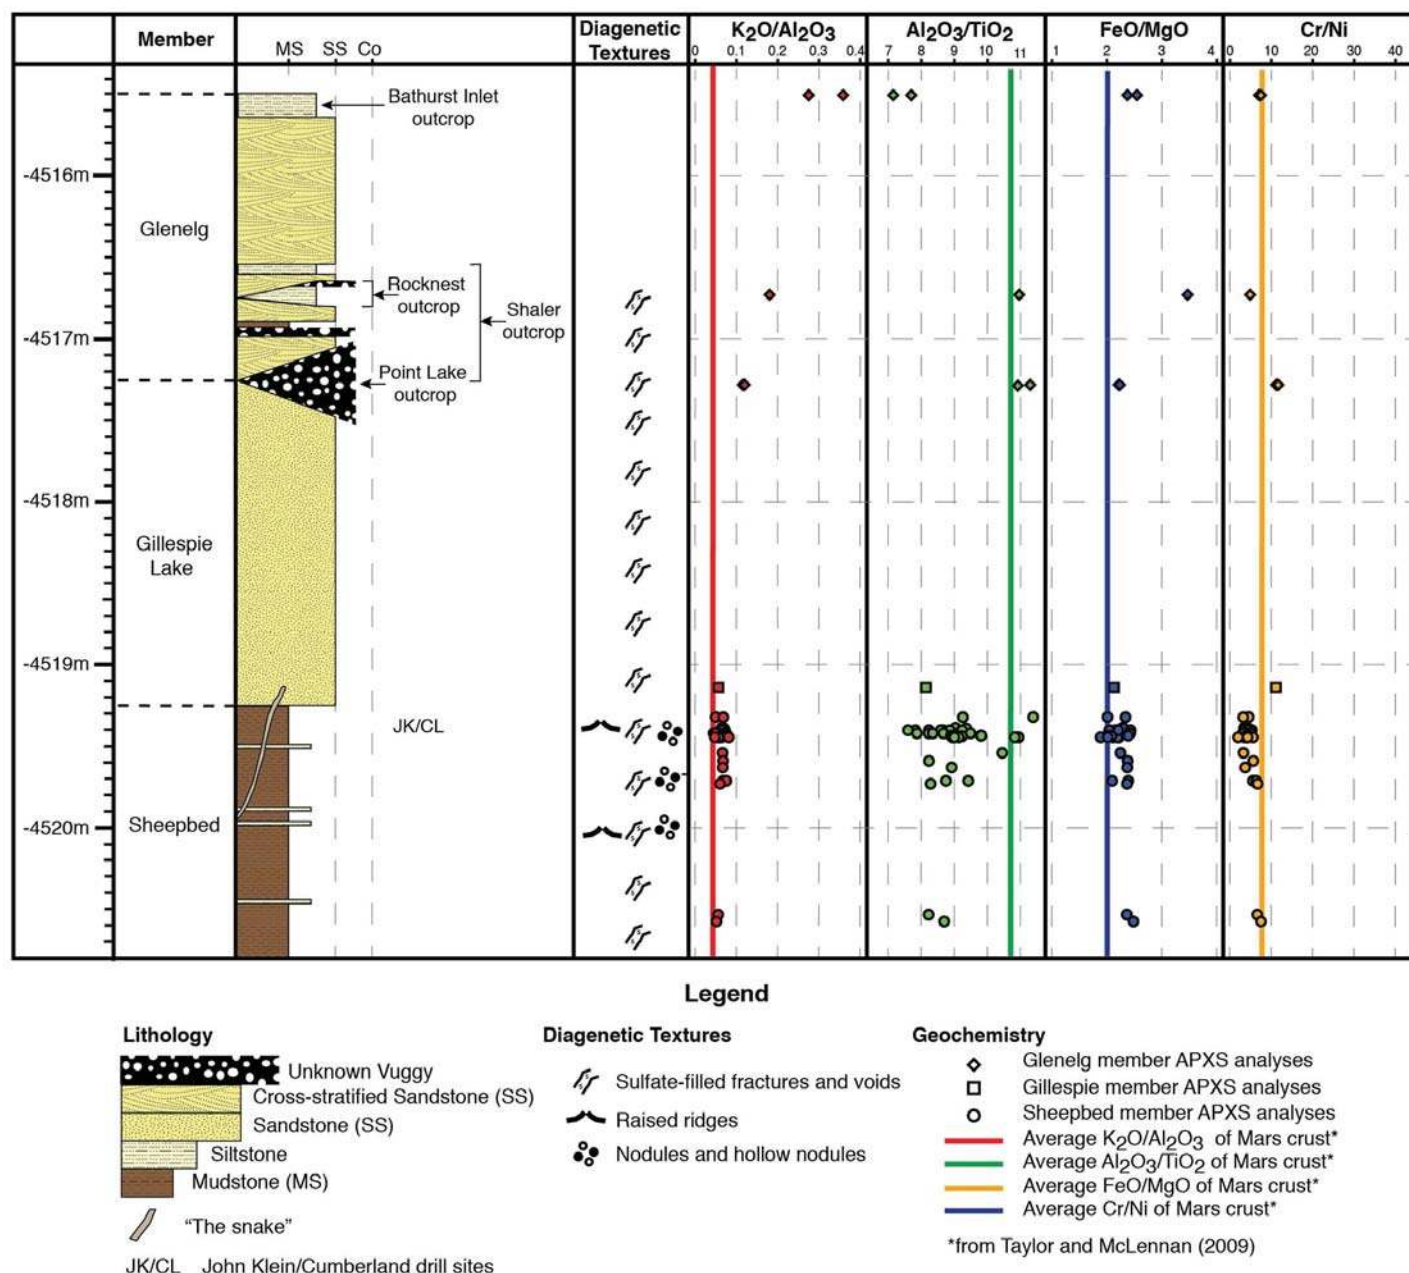 Member
MS SS Co
Diagenetic
Textures
K2O/Al2O3
0 0.1 0.2 0.3 0.4
Al2O3/TiO2
7 8 9 10 11
FeO/MgO
1 2 3 4
Cr/Ni
0 10 20 30 40
Bathurst Inlet
outcrop
-4516m
Glenelg
Rocknest
outcrop
Shaler
outcrop
-4517m
Point Lake
outcrop
-4518m
Gillespie
Lake
-4519m
JK/CL
Sheepbed
-4520m
Legend
Lithology
Unknown Vuggy
Cross-stratified Sandstone (SS)
Sandstone (SS)
Siltstone
Mudstone (MS)
“The snake”
JK/CL John Klein/Cumberland drill sites
Diagenetic Textures
Sulfate-filled fractures and voids
Raised ridges
Nodules and hollow nodules
Geochemistry
Glenelg member APXS analyses
Gillespie member APXS analyses
Sheepbed member APXS analyses
Average K2O/Al2O3 of Mars crust*
Average Al2O3/TiO2 of Mars crust*
Average FeO/MgO of Mars crust*
Average Cr/Ni of Mars crust*
*from Taylor and McLennan (2009)